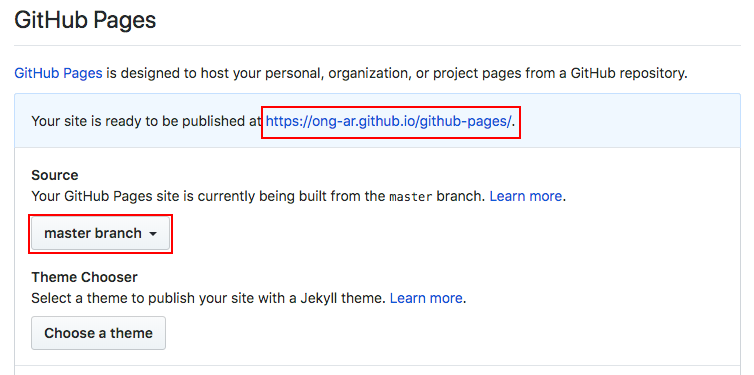 GitHub Pages
GitHub Pages is designed to host your personal, organization, or project pages from a GitHub repository.
Your site is ready to be published at https://ong-ar.github.io/github-pages/.
Source
Your GitHub Pages site is currently being built from the master branch. Learn more.
master branch
Theme Chooser
Select a theme to publish your site with a Jekyll theme. Learn more.
Choose a theme